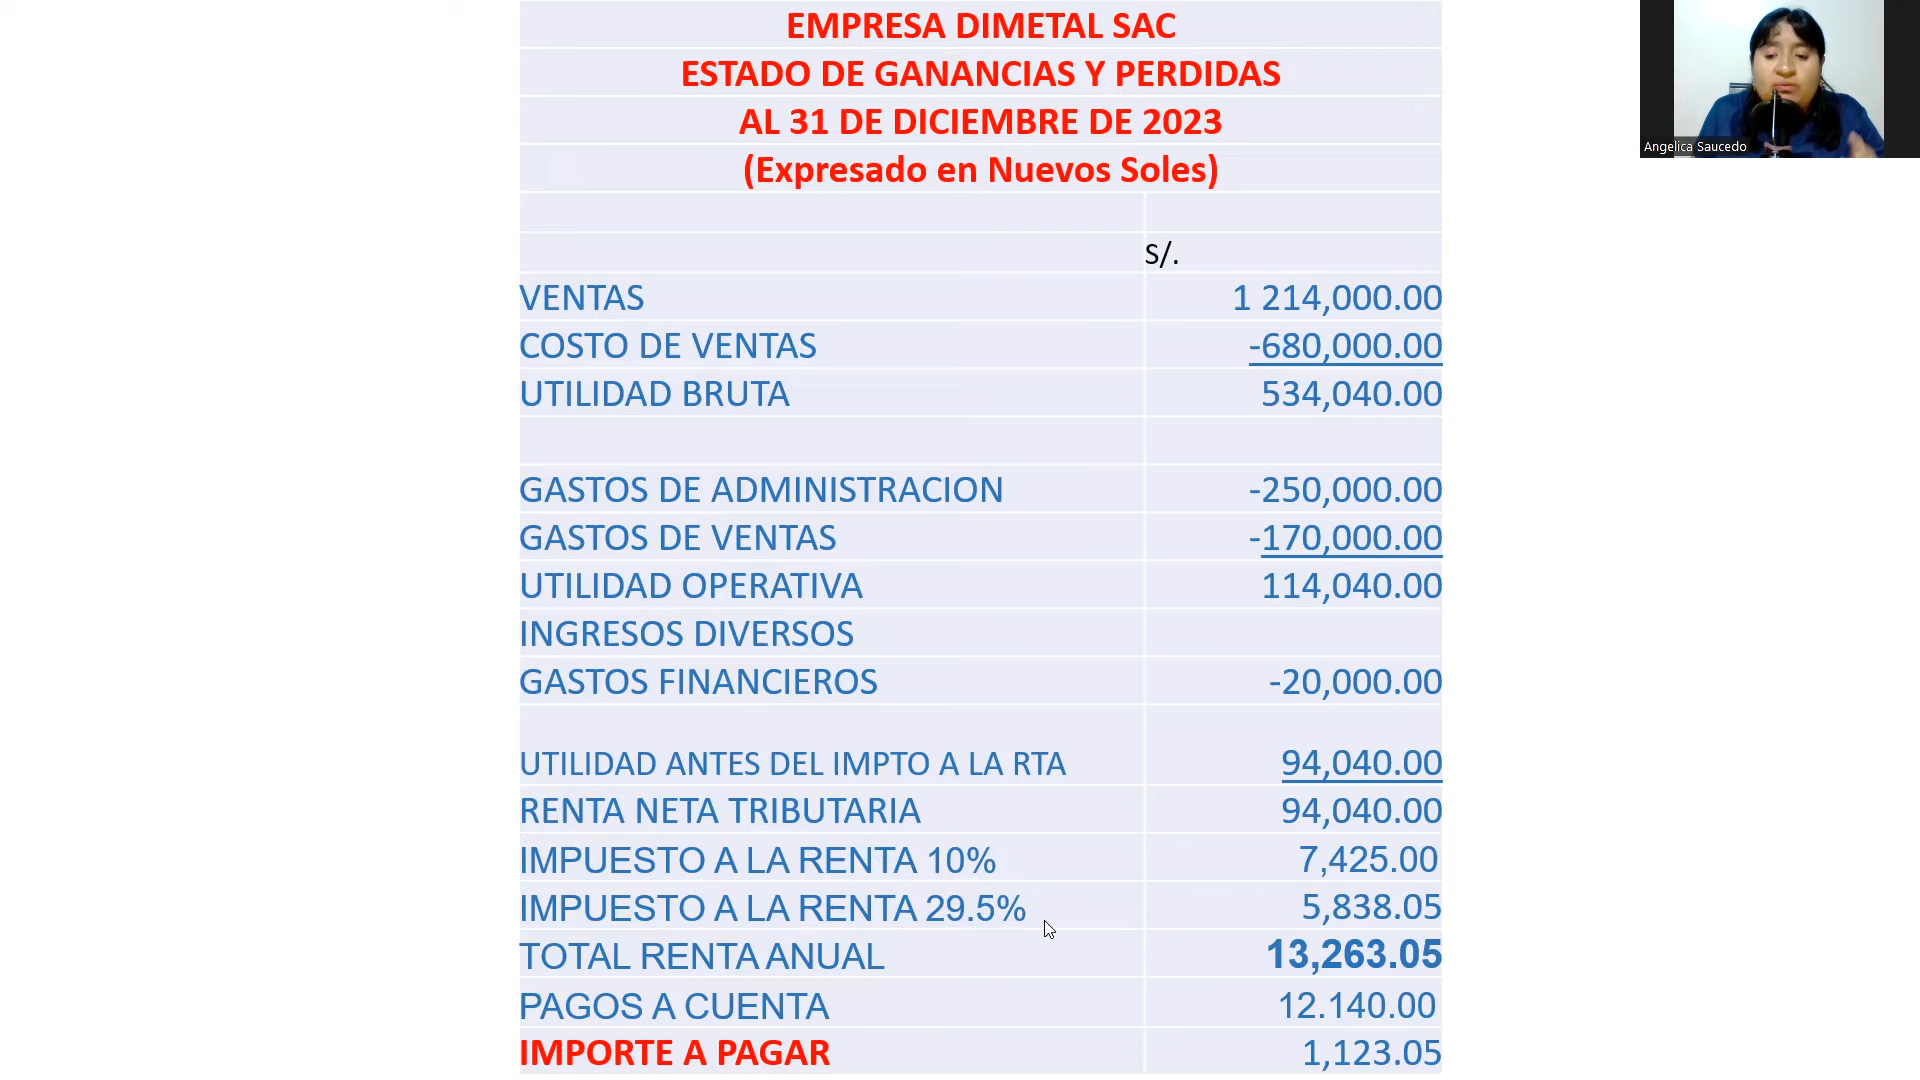 EMPRESA DIMETAL SAC
ESTADO DE GANANCIAS Y PERDIDAS
AL 31 DE DICIEMBRE DE 2023
(Expresado en Nuevos Soles)
S/.
VENTAS 1 214,000.00
COSTO DE VENTAS -680,000.00
UTILIDAD BRUTA 534,040.00
GASTOS DE ADMINISTRACION -250,000.00
GASTOS DE VENTAS -170,000.00
UTILIDAD OPERATIVA 114,040.00
INGRESOS DIVERSOS
GASTOS FINANCIEROS -20,000.00
UTILIDAD ANTES DEL IMPTO A LA RTA 94,040.00
RENTA NETA TRIBUTARIA 94,040.00
IMPUESTO A LA RENTA 10% 7,425.00
IMPUESTO A LA RENTA 29.5% 5,838.05
TOTAL RENTA ANUAL 13,263.05
PAGOS A CUENTA 12.140.00
IMPORTE A PAGAR 1,123.05
Angelica Saucedo